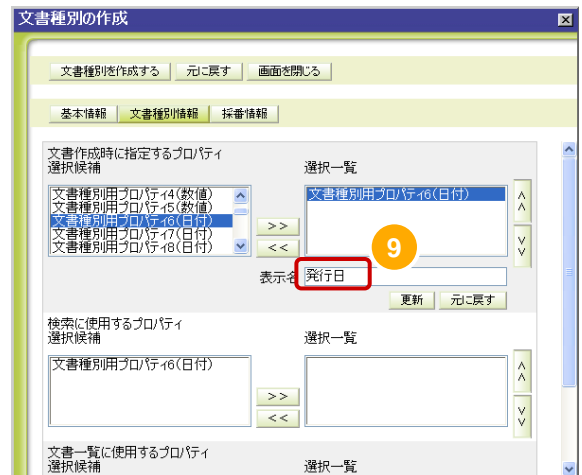 文書種別の作成
文書種別を作成する 元に戻す 画面を閉じる
基本情報 文書種別情報 採番情報
文書作成時に指定するプロパティ
選択候補 選択一覧
文書種別用プロパティ4(数値)
文書種別用プロパティ5(数値)
文書種別用プロパティ6(日付)
文書種別用プロパティ7(日付)
文書種別用プロパティ8(日付)
文書種別用プロパティ6(日付)
>>
<<
9
表示名 発行日
更新 元に戻す
検索に使用するプロパティ
選択候補 選択一覧
文書種別用プロパティ6(日付)
>>
<<
文書一覧に使用するプロパティ
選択候補 選択一覧